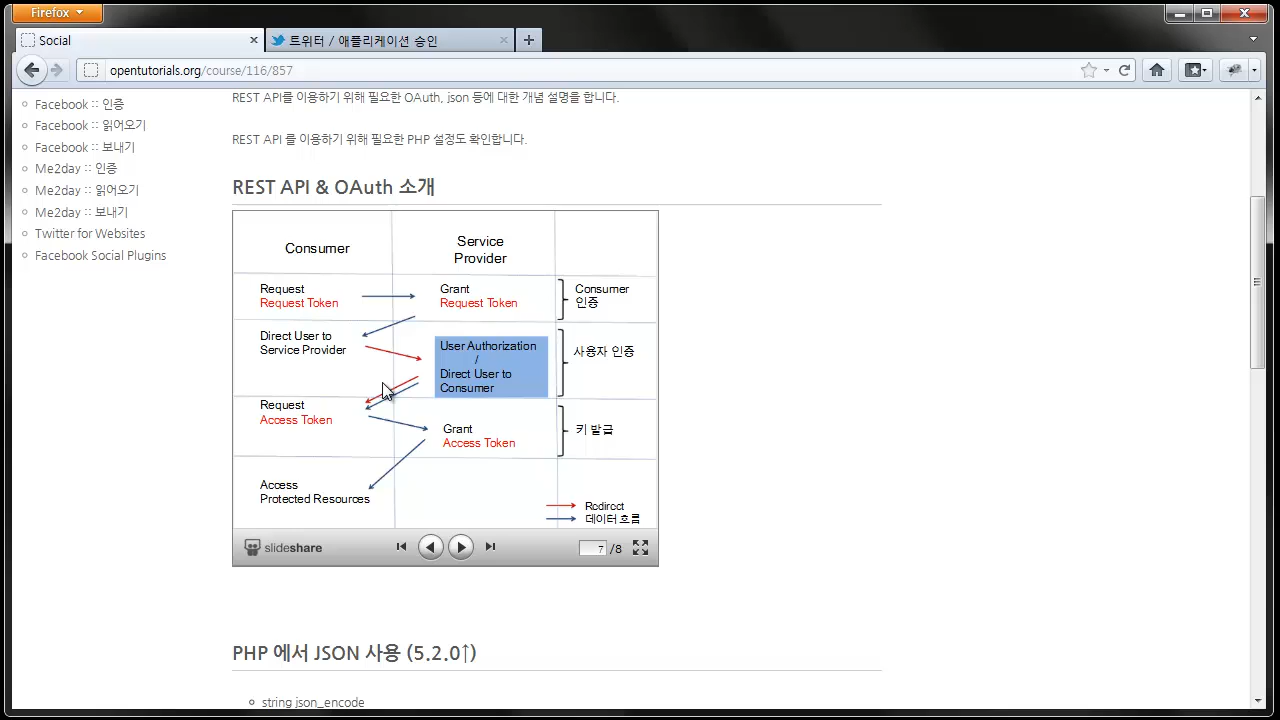 Firefox
Social
트위터 / 애플리케이션 승인
opentutorials.org/course/116/857
Facebook :: 인증
Facebook :: 읽어오기
Facebook :: 보내기
Me2day :: 인증
Me2day :: 읽어오기
Me2day :: 보내기
Twitter for Websites
Facebook Social Plugins
REST API를 이용하기 위해 필요한 OAuth, json 등에 대한 개념 설명을 합니다.
REST API 를 이용하기 위해 필요한 PHP 설정도 확인합니다.
REST API & OAuth 소개
Consumer
Service
Provider
Request
Request Token
Grant
Request Token
Consumer
인증
Direct User to
Service Provider
User Authorization
/
Direct User to
Consumer
사용자 인증
Request
Access Token
Grant
Access Token
키 발급
Access
Protected Resources
Redirect
데이터 흐름
slideshare
7 /8
PHP 에서 JSON 사용 (5.2.0↑)
string json_encode